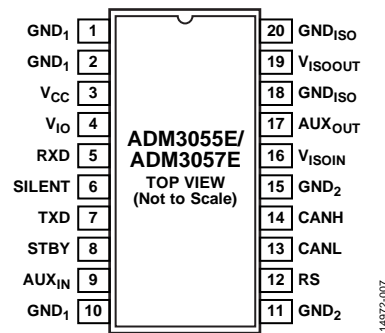 GND1 1
GND1 2
VCC 3
VIO 4
RXD 5
SILENT 6
TXD 7
STBY 8
AUXIN 9
GND1 10
ADM3055E/
ADM3057E
TOP VIEW
(Not to Scale)
20 GNDISO
19 VISOOUT
18 GNDISO
17 AUXOUT
16 VISOIN
15 GND2
14 CANH
13 CANL
12 RS
11 GND2
14972-007